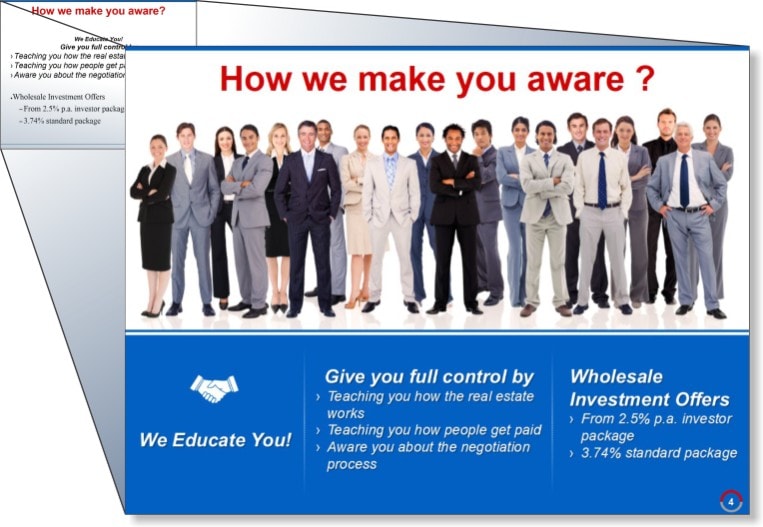 How we make you aware?
We Educate You!
Give you full control
› Teaching you how the real estat
› Teaching you how people get pa
› Aware you about the negotiation
Wholesale Investment Offers
–From 2.5% p.a. investor packag
–3.74% standard package
How we make you aware ?
We Educate You!
Give you full control by
› Teaching you how the real estate
works
› Teaching you how people get paid
› Aware you about the negotiation
process
Wholesale
Investment Offers
› From 2.5% p.a. investor
package
› 3.74% standard package
4